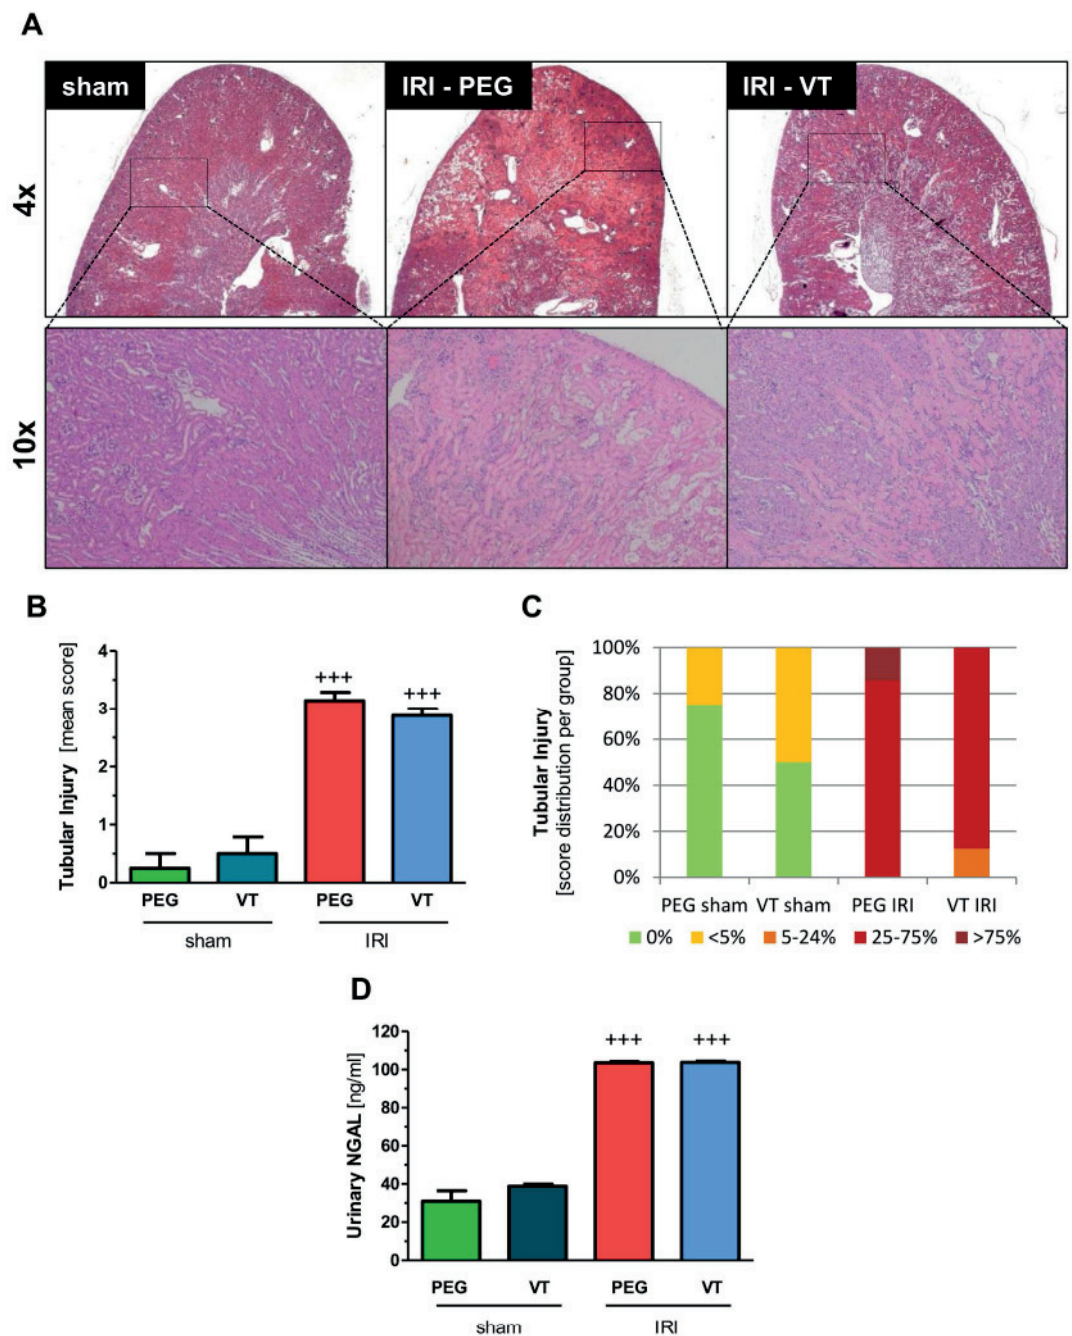 A
sham
IRI - PEG
IRI - VT
4x
10x
B
Tubular Injury [mean score]
4
3
2
1
0
+++
+++
PEG
VT
PEG
VT
sham
IRI
C
Tubular Injury
[score distribution per group]
100%
80%
60%
40%
20%
0%
PEG sham
VT sham
PEG IRI
VT IRI
0%
<5%
5-24%
25-75%
>75%
D
Urinary NGAL [ng/ml]
120
100
80
60
40
20
0
+++
+++
PEG
VT
PEG
VT
sham
IRI